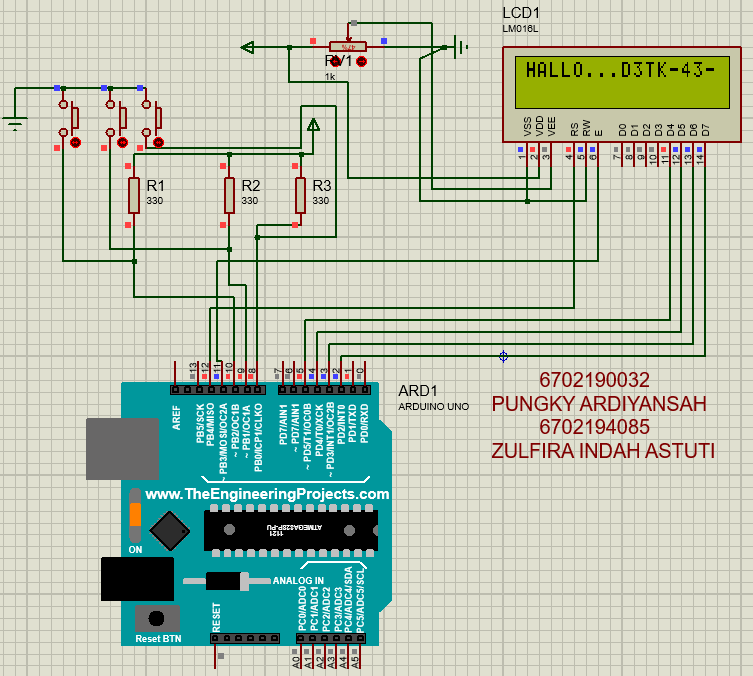 LCD1
LM016L
HALLO...D3TK-43-
VSS
VDD
VEE
RS
RW
E
D0
D1
D2
D3
D4
D5
D6
D7
1
2
3
4
5
6
7
8
9
10
11
12
13
14
47%
RV1
1k
R1
330
R2
330
R3
330
13
12
11
10
9
8
7
6
5
4
3
2
1
0
ARD1
ARDUINO UNO
AREF
PB5/SCK
PB4/MISO
~ PB3/MOSI/OC2A
~ PB2/OC1B
~ PB1/OC1A
PB0/ICP1/CLKO
PD7/AIN1
~ PD7/AIN1
~ PD5/T1/OC0B
PD4/T0/XCK
~ PD3/INT1/OC2B
PD2/INT0
PD1/TXD
PD0/RXD
6702190032
PUNGKY ARDIYANSAH
6702194085
ZULFIRA INDAH ASTUTI
www.TheEngineeringProjects.com
ATMEGA328P-PU
1121
ON
ANALOG IN
RESET
Reset BTN
PC0/ADC0
PC1/ADC1
PC2/ADC2
PC3/ADC3
PC4/ADC4/SDA
PC5/ADC5/SCL
A0
A1
A2
A3
A4
A5